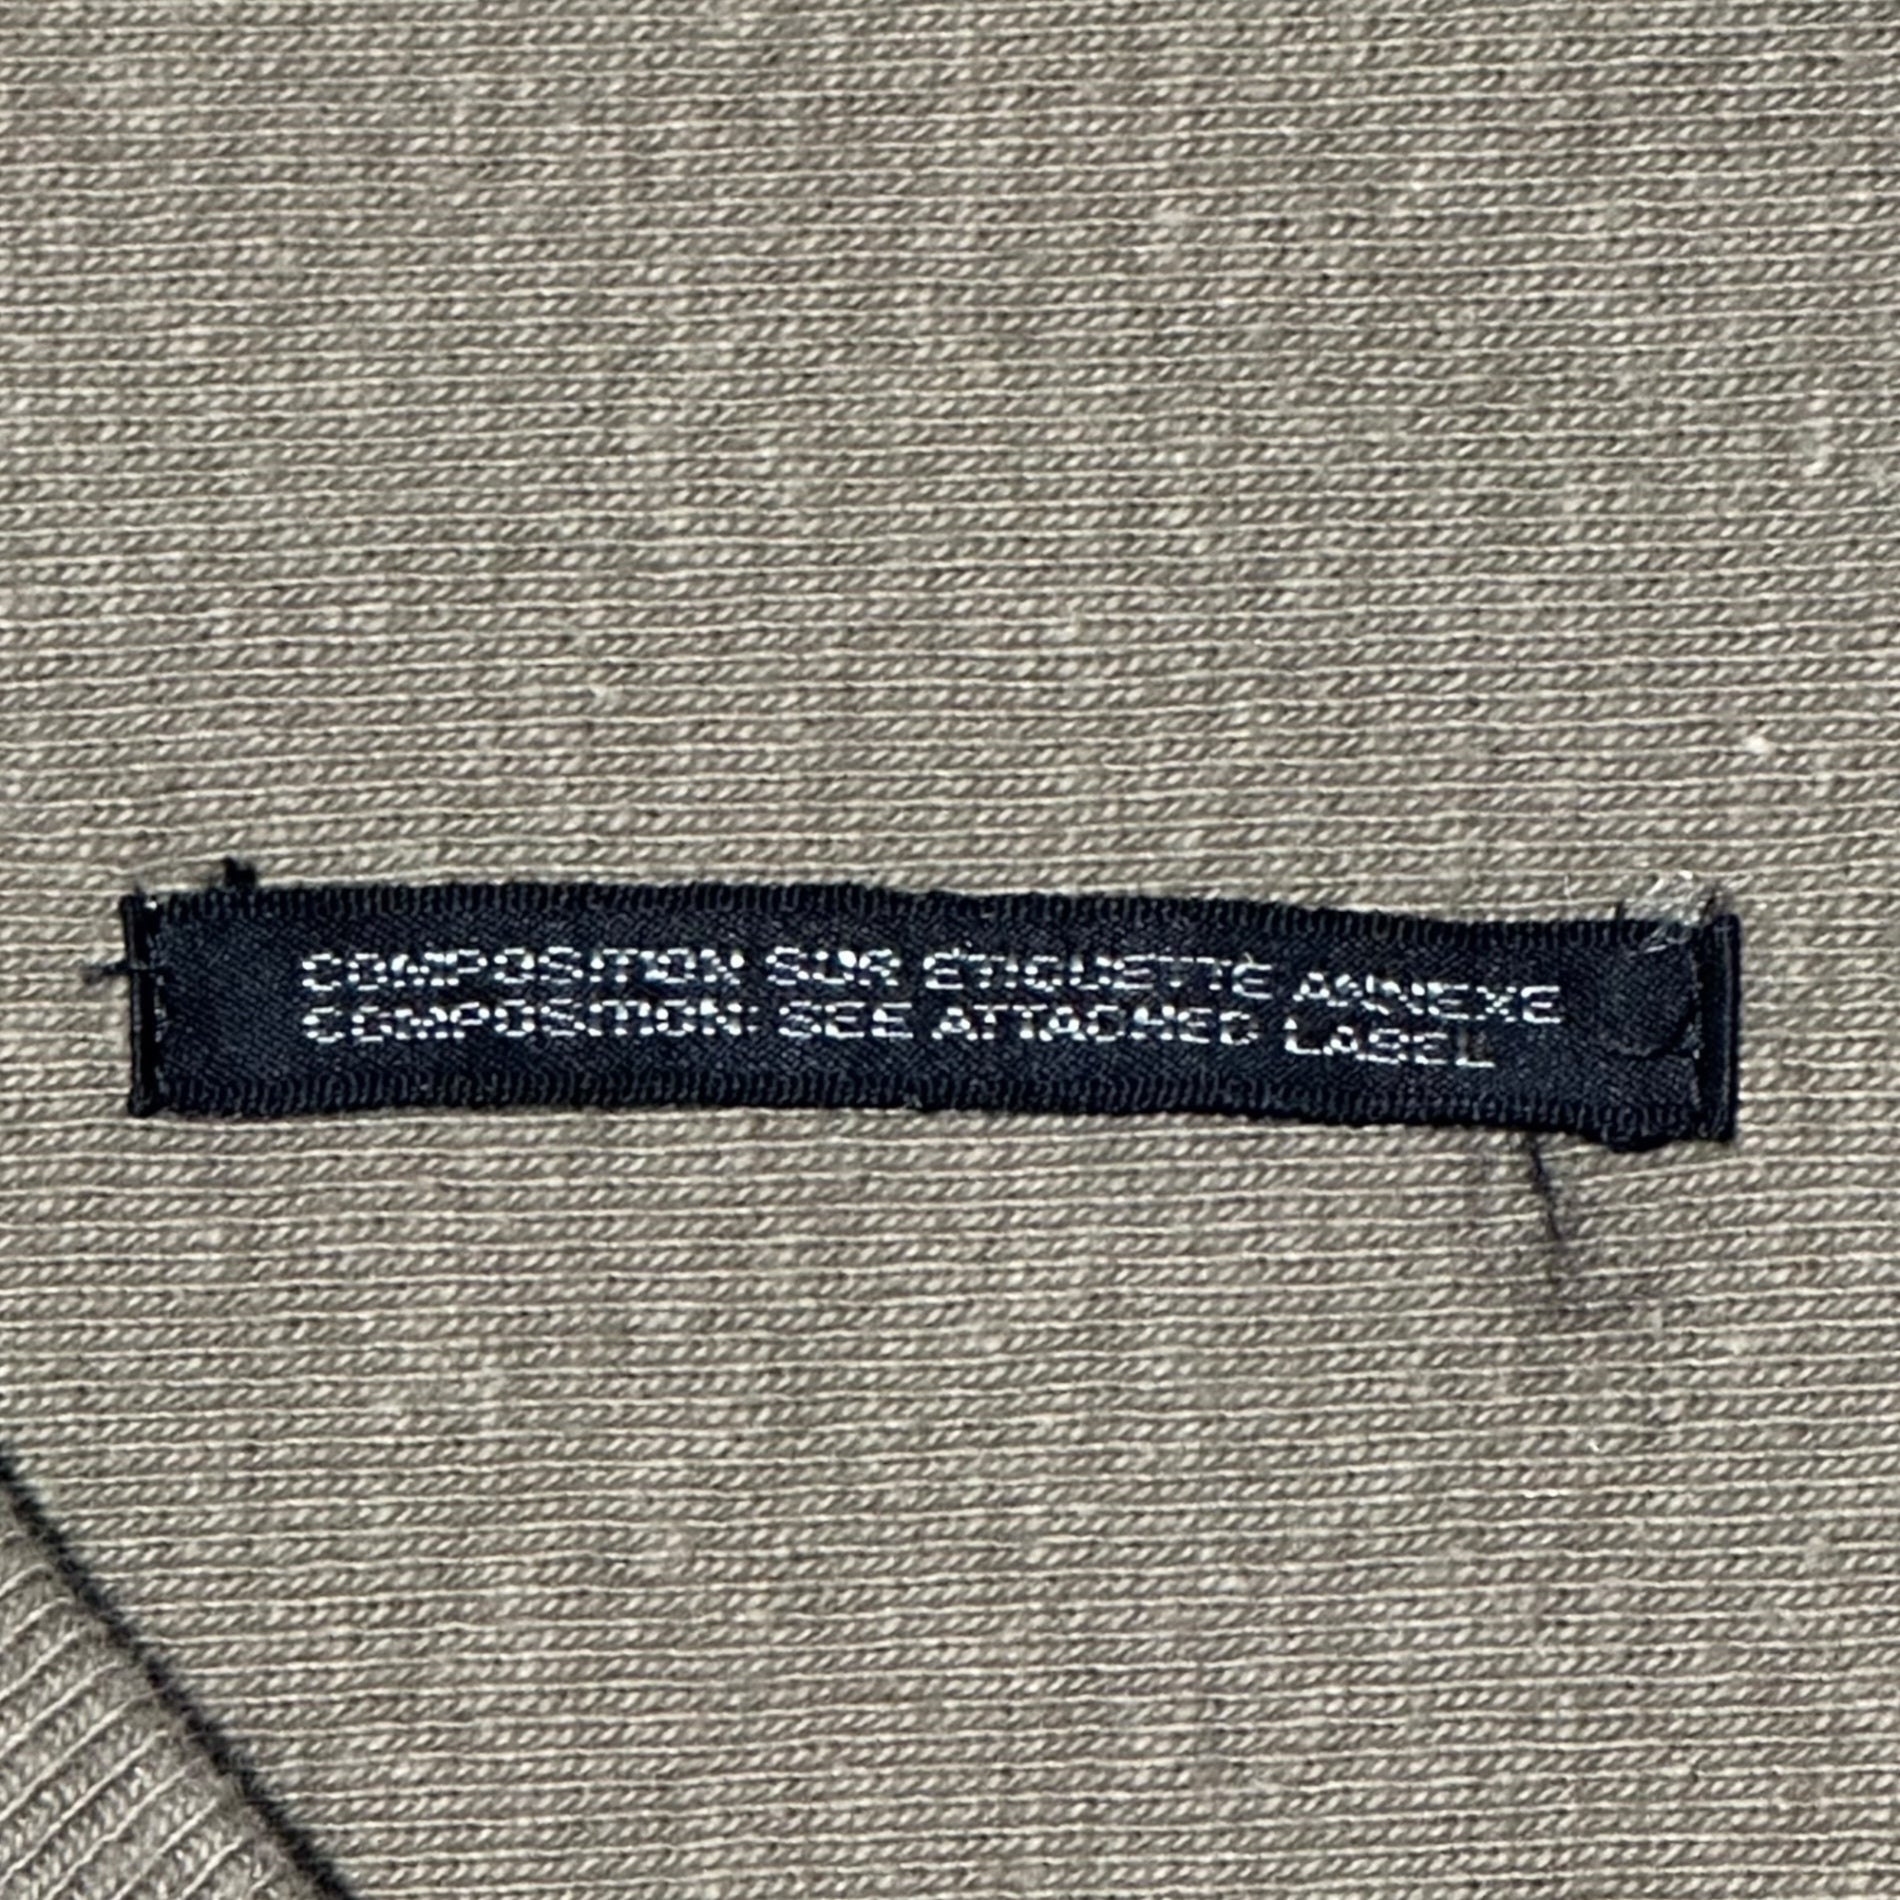 COMPOSITION SUR ÉTIQUETTE ANNEXE
COMPOSITION: SEE ATTACHED LABEL